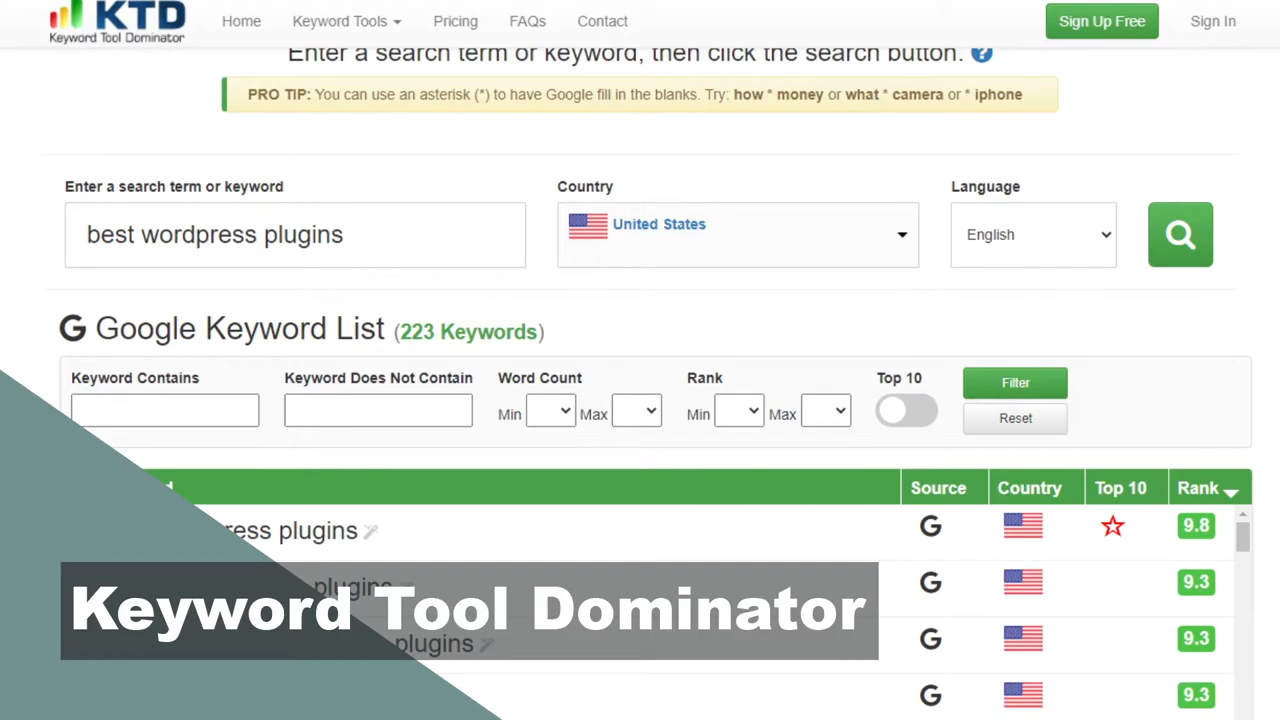 KTD
Keyword Tool Dominator
Home
Keyword Tools
Pricing
FAQs
Contact
Sign Up Free
Sign In
Enter a search term or keyword, then click the search button. ?
PRO TIP: You can use an asterisk (*) to have Google fill in the blanks. Try: how * money or what * camera or * iphone
Enter a search term or keyword
Country
Language
best wordpress plugins
United States
English
G Google Keyword List (223 Keywords)
Keyword Contains
Keyword Does Not Contain
Word Count
Rank
Top 10
Filter
Min
Max
Min
Max
Reset
Source
Country
Top 10
Rank
plugins
G
9.8
plugins
G
9.3
Keyword Tool Dominator
plugins
G
9.3
G
9.3